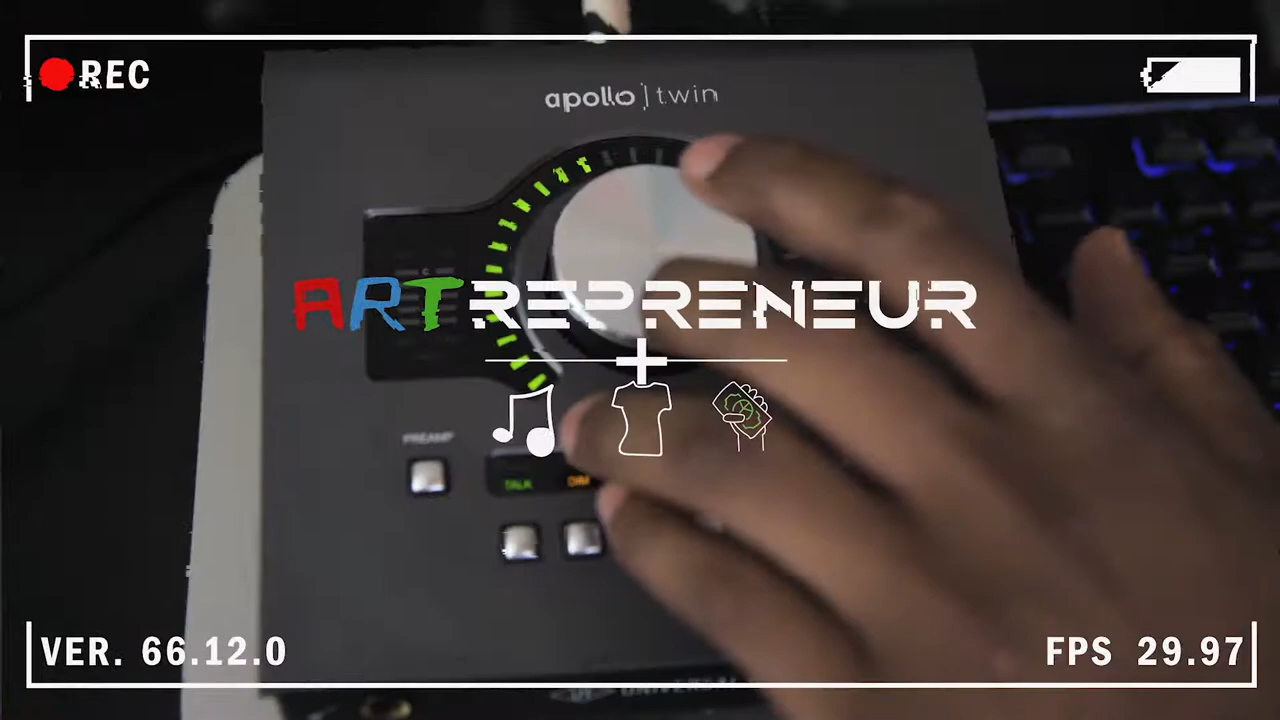 REC
apollo | twin
ARTREPRENEUR
PREAMP
TALK
DIM
VER. 66.12.0
FPS 29.97